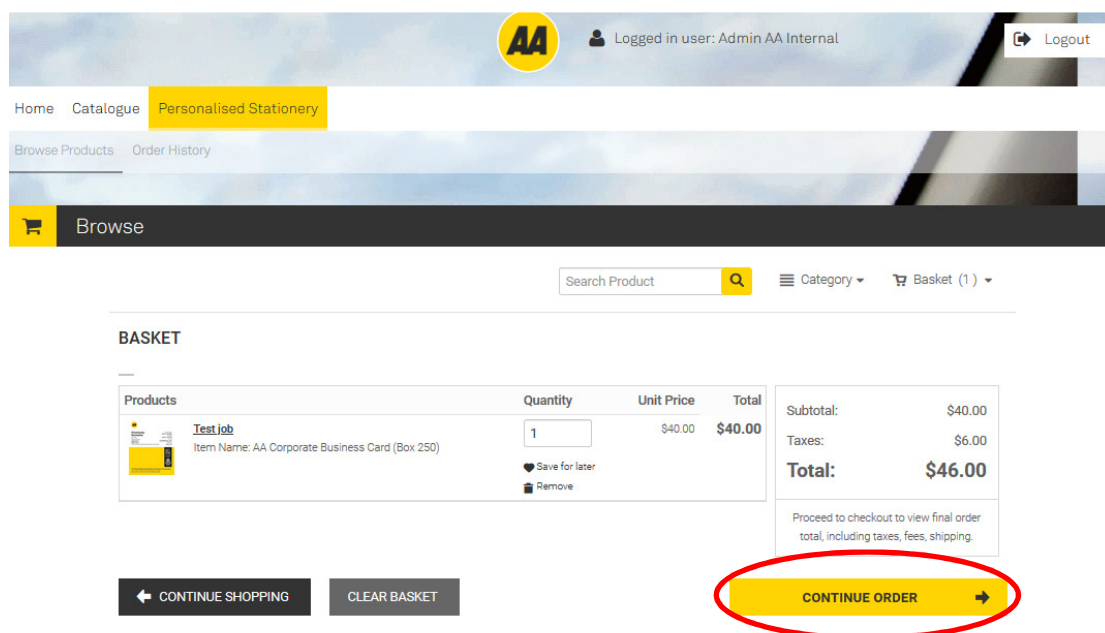 AA
Logged in user: Admin AA Internal
Logout
Home Catalogue Personalised Stationery
Browse Products Order History
Browse
Search Product Category Basket (1)
BASKET
Products Quantity Unit Price Total
Test job 1 $40.00 $40.00
Item Name: AA Corporate Business Card (Box 250)
Save for later
Remove
Subtotal: $40.00
Taxes: $6.00
Total: $46.00
Proceed to checkout to view final order
total, including taxes, fees, shipping.
CONTINUE SHOPPING CLEAR BASKET CONTINUE ORDER